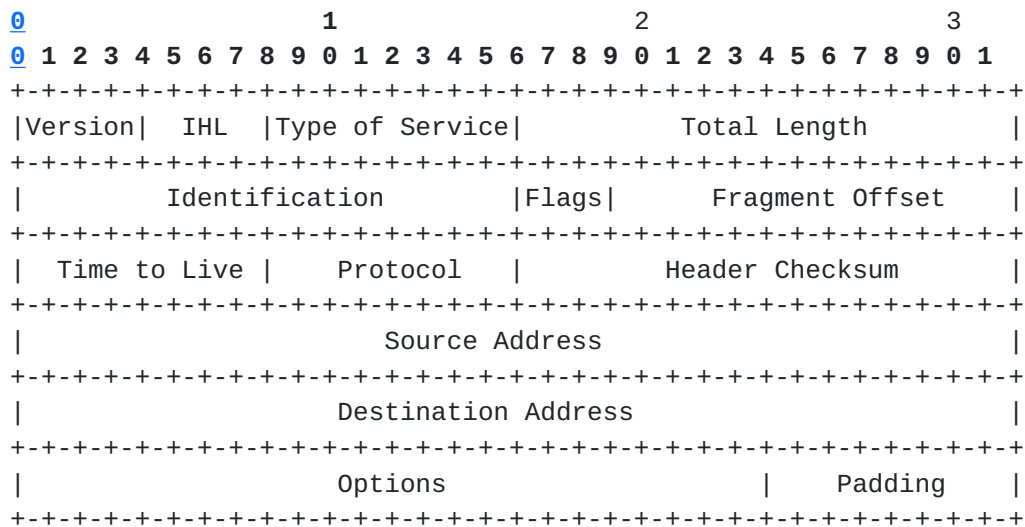 0                   1                   2                   3
0 1 2 3 4 5 6 7 8 9 0 1 2 3 4 5 6 7 8 9 0 1 2 3 4 5 6 7 8 9 0 1
+-+-+-+-+-+-+-+-+-+-+-+-+-+-+-+-+-+-+-+-+-+-+-+-+-+-+-+-+-+-+-+-+
|Version|  IHL  |Type of Service|          Total Length         |
+-+-+-+-+-+-+-+-+-+-+-+-+-+-+-+-+-+-+-+-+-+-+-+-+-+-+-+-+-+-+-+-+
|         Identification        |Flags|      Fragment Offset    |
+-+-+-+-+-+-+-+-+-+-+-+-+-+-+-+-+-+-+-+-+-+-+-+-+-+-+-+-+-+-+-+-+
|  Time to Live |    Protocol   |         Header Checksum       |
+-+-+-+-+-+-+-+-+-+-+-+-+-+-+-+-+-+-+-+-+-+-+-+-+-+-+-+-+-+-+-+-+
|                       Source Address                          |
+-+-+-+-+-+-+-+-+-+-+-+-+-+-+-+-+-+-+-+-+-+-+-+-+-+-+-+-+-+-+-+-+
|                    Destination Address                        |
+-+-+-+-+-+-+-+-+-+-+-+-+-+-+-+-+-+-+-+-+-+-+-+-+-+-+-+-+-+-+-+-+
|                    Options                    |    Padding    |
+-+-+-+-+-+-+-+-+-+-+-+-+-+-+-+-+-+-+-+-+-+-+-+-+-+-+-+-+-+-+-+-+